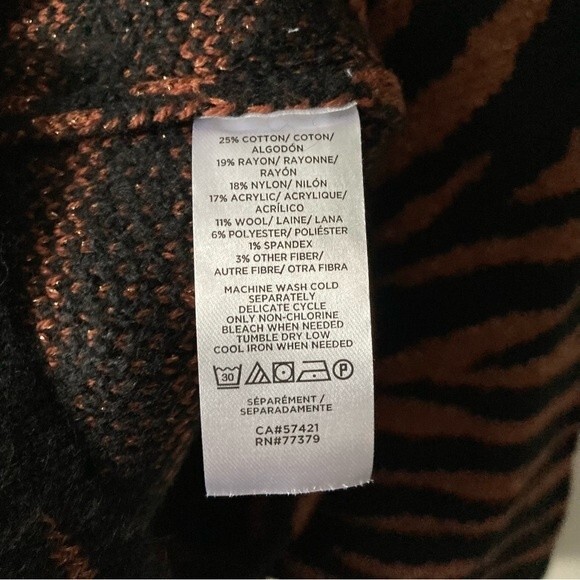 25% COTTON/ COTON/
ALGODÓN
19% RAYON/ RAYONNE/
RAYÓN
18% NYLON/ NILÓN
17% ACRYLIC/ ACRYLIQUE/
ACRÍLICO
11% WOOL/ LAINE/ LANA
6% POLYESTER/ POLIÉSTER
1% SPANDEX
3% OTHER FIBER/
AUTRE FIBRE/ OTRA FIBRA
MACHINE WASH COLD
SEPARATELY
DELICATE CYCLE
ONLY NON-CHLORINE
BLEACH WHEN NEEDED
TUMBLE DRY LOW
COOL IRON WHEN NEEDED
30 P
SÉPARÉMENT /
SEPARADAMENTE
CA#57421
RN#77379